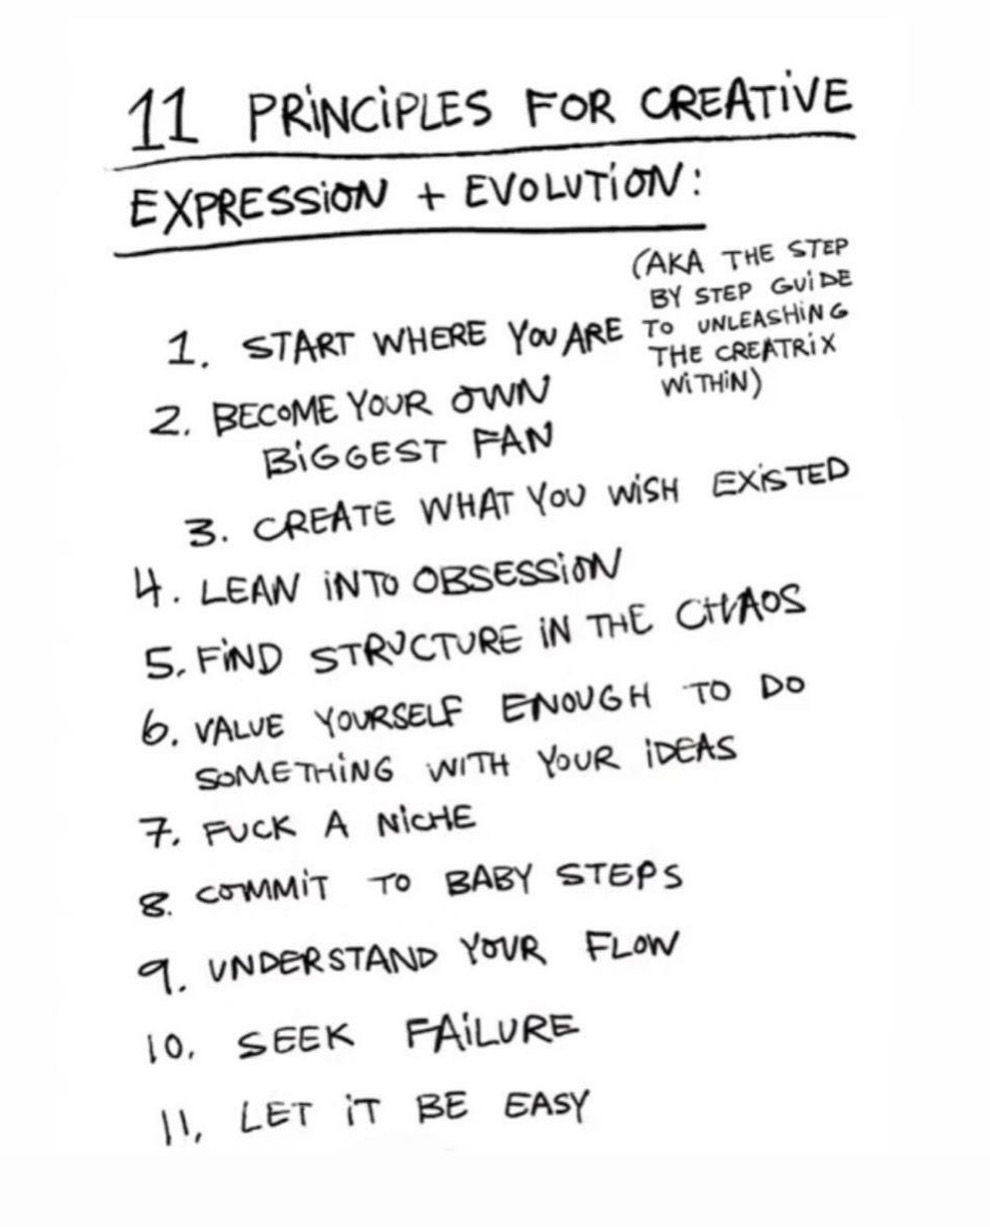 11 PRINCIPLES FOR CREATIVE
EXPRESSION + EVOLUTION:
(AKA THE STEP
BY STEP GUIDE
TO UNLEASHING
THE CREATRIX
WITHIN)
1. START WHERE YOU ARE
2. BECOME YOUR OWN
BIGGEST FAN
3. CREATE WHAT YOU WISH EXISTED
4. LEAN INTO OBSESSION
5. FIND STRUCTURE IN THE CHAOS
6. VALUE YOURSELF ENOUGH TO DO
SOMETHING WITH YOUR IDEAS
7. FUCK A NICHE
8. COMMIT TO BABY STEPS
9. UNDERSTAND YOUR FLOW
10. SEEK FAILURE
11. LET IT BE EASY